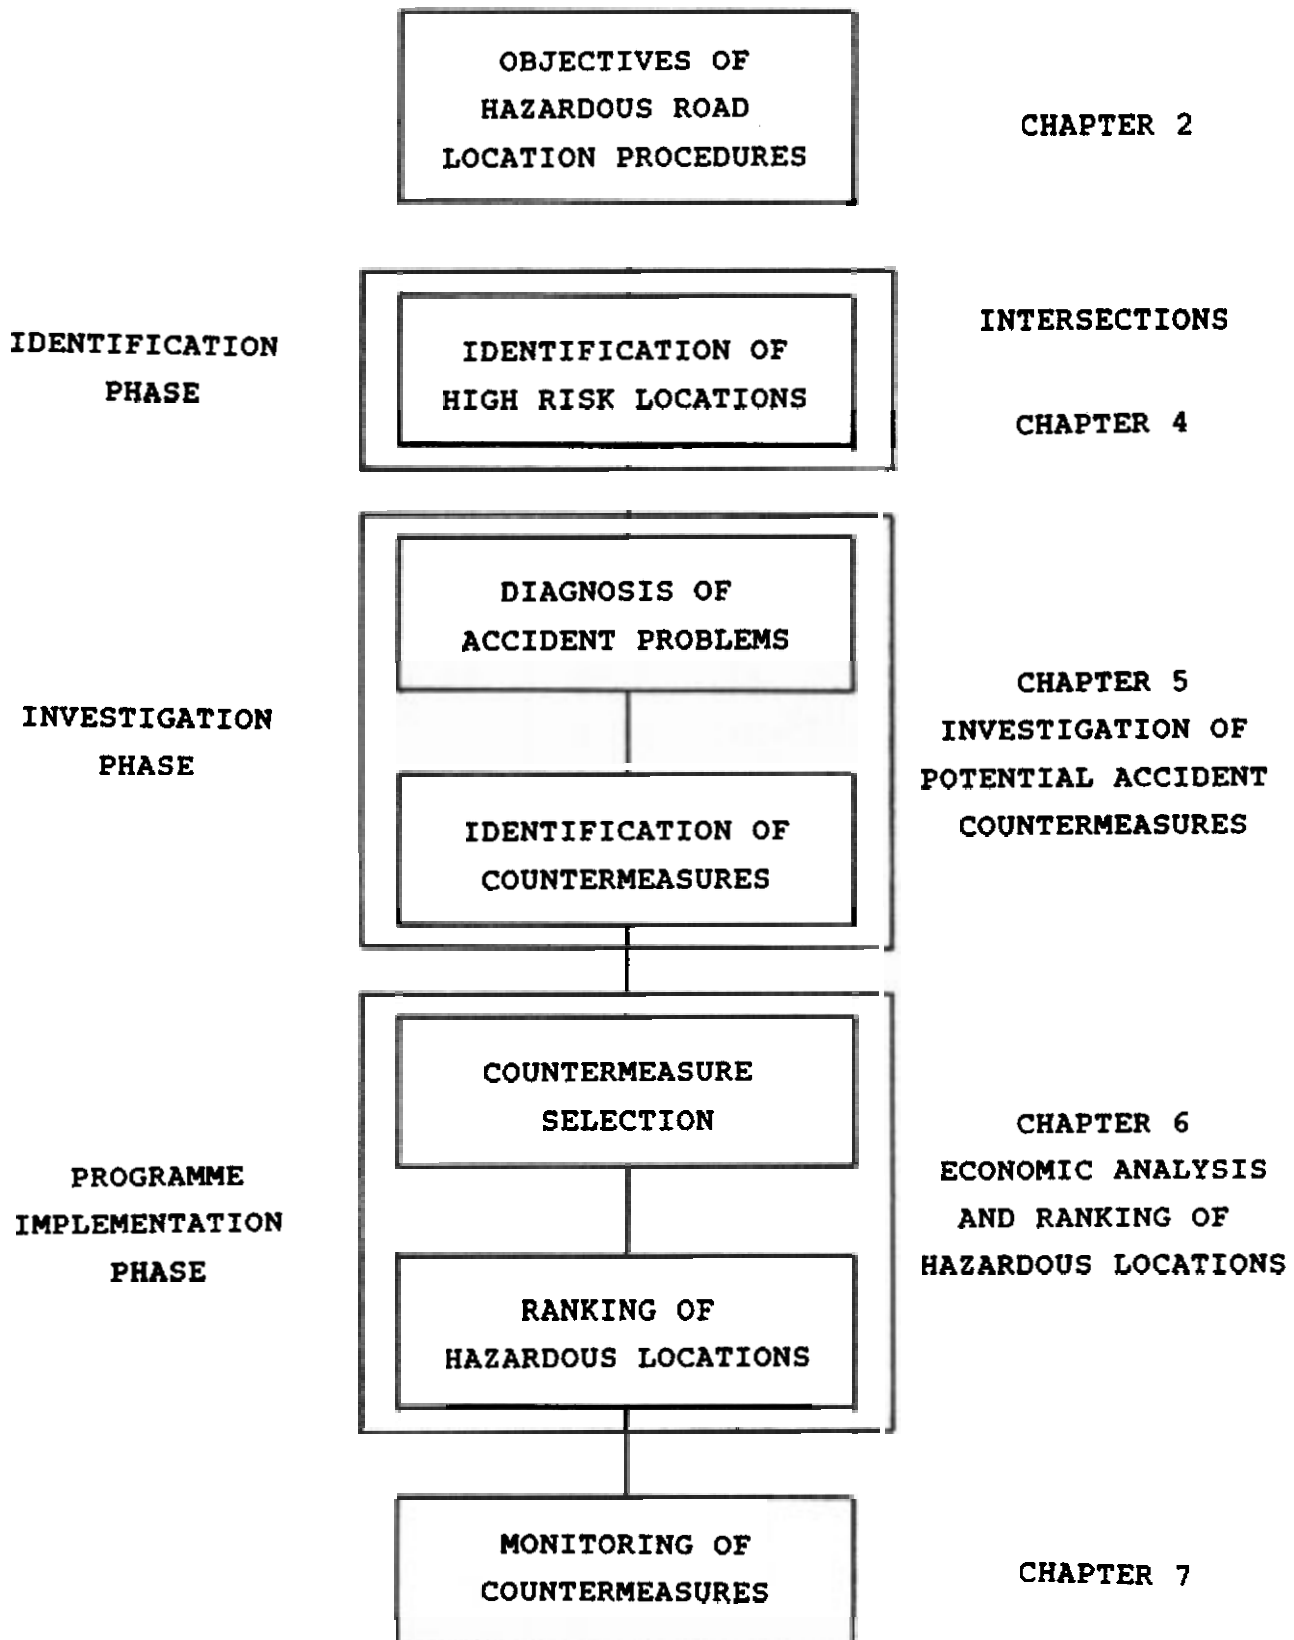 OBJECTIVES OF
HAZARDOUS ROAD
LOCATION PROCEDURES
CHAPTER 2
IDENTIFICATION
PHASE
IDENTIFICATION OF
HIGH RISK LOCATIONS
INTERSECTIONS
CHAPTER 4
INVESTIGATION
PHASE
DIAGNOSIS OF
ACCIDENT PROBLEMS
IDENTIFICATION OF
COUNTERMEASURES
CHAPTER 5
INVESTIGATION OF
POTENTIAL ACCIDENT
COUNTERMEASURES
PROGRAMME
IMPLEMENTATION
PHASE
COUNTERMEASURE
SELECTION
RANKING OF
HAZARDOUS LOCATIONS
CHAPTER 6
ECONOMIC ANALYSIS
AND RANKING OF
HAZARDOUS LOCATIONS
MONITORING OF
COUNTERMEASURES
CHAPTER 7